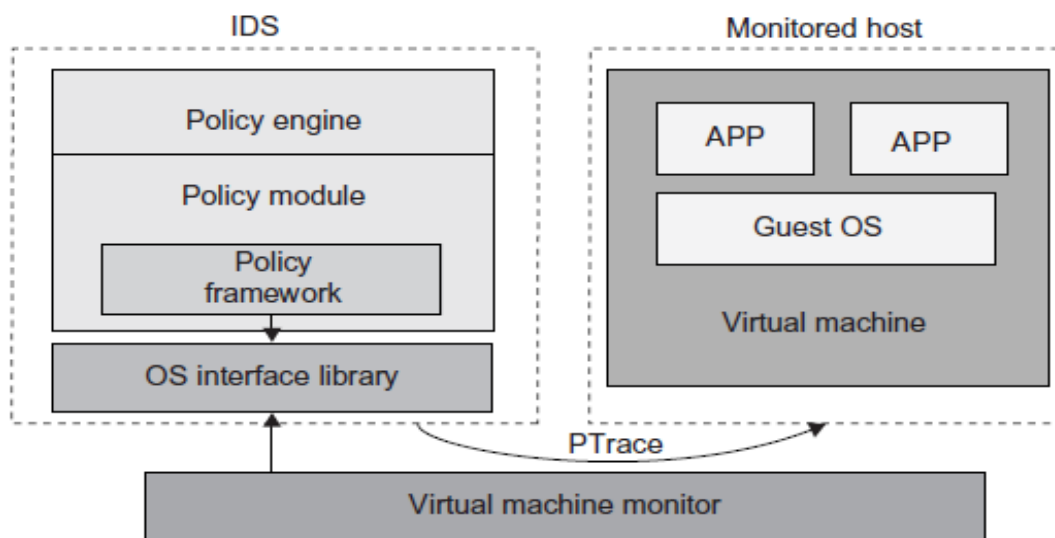 IDS
Policy engine
Policy module
Policy
framework
OS interface library
Monitored host
APP
APP
Guest OS
Virtual machine
PTrace
Virtual machine monitor